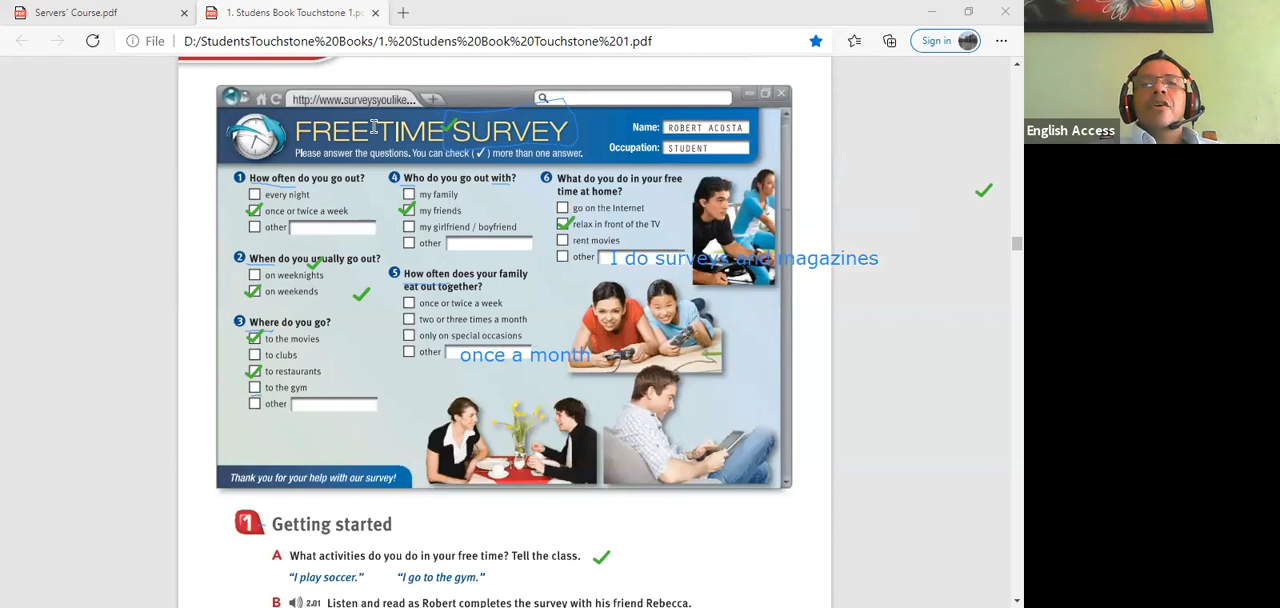 Servers' Course.pdf
1. Studens Book Touchstone 1.pd
File
D:/StudentsTouchstone%20Books/1.%20Studens%20Book%20Touchstone%201.pdf
Sign in
http://www.surveysyoulike...
FREE TIME SURVEY
Please answer the questions. You can check (✓) more than one answer.
Name: ROBERT ACOSTA
Occupation: STUDENT
1 How often do you go out?
every night
once or twice a week
other
2 When do you usually go out?
on weeknights
on weekends
3 Where do you go?
to the movies
to clubs
to restaurants
to the gym
other
4 Who do you go out with?
my family
my friends
my girlfriend / boyfriend
other
5 How often does your family
eat out together?
once or twice a week
two or three times a month
only on special occasions
other
once a month
6 What do you do in your free
time at home?
go on the Internet
relax in front of the TV
rent movies
other
I do surveys and magazines
Thank you for your help with our survey!
1 Getting started
A What activities do you do in your free time? Tell the class.
"I play soccer." "I go to the gym."
B 2.01 Listen and read as Robert completes the survey with his friend Rebecca.
English Access